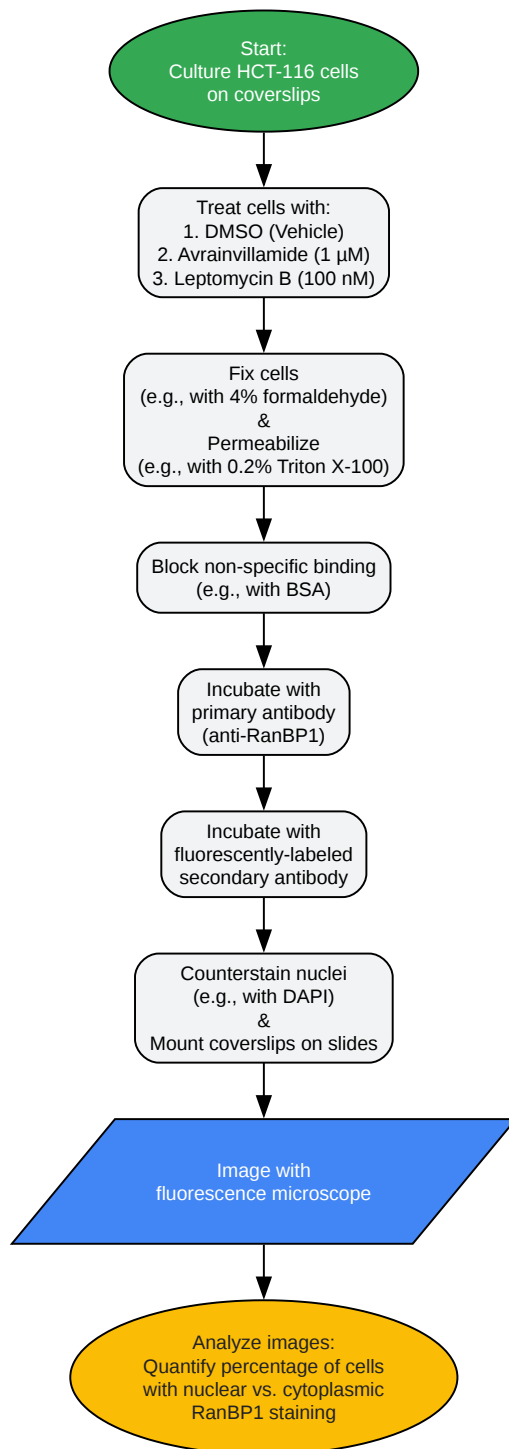 Start:
Culture HCT-116 cells
on coverslips
Treat cells with:
1. DMSO (Vehicle)
2. Avrainvillamide (1 µM)
3. Leptomycin B (100 nM)
Fix cells
(e.g., with 4% formaldehyde)
&
Permeabilize
(e.g., with 0.2% Triton X-100)
Block non-specific binding
(e.g., with BSA)
Incubate with
primary antibody
(anti-RanBP1)
Incubate with
fluorescently-labeled
secondary antibody
Counterstain nuclei
(e.g., with DAPI)
&
Mount coverslips on slides
Image with
fluorescence microscope
Analyze images:
Quantify percentage of cells
with nuclear vs. cytoplasmic
RanBP1 staining